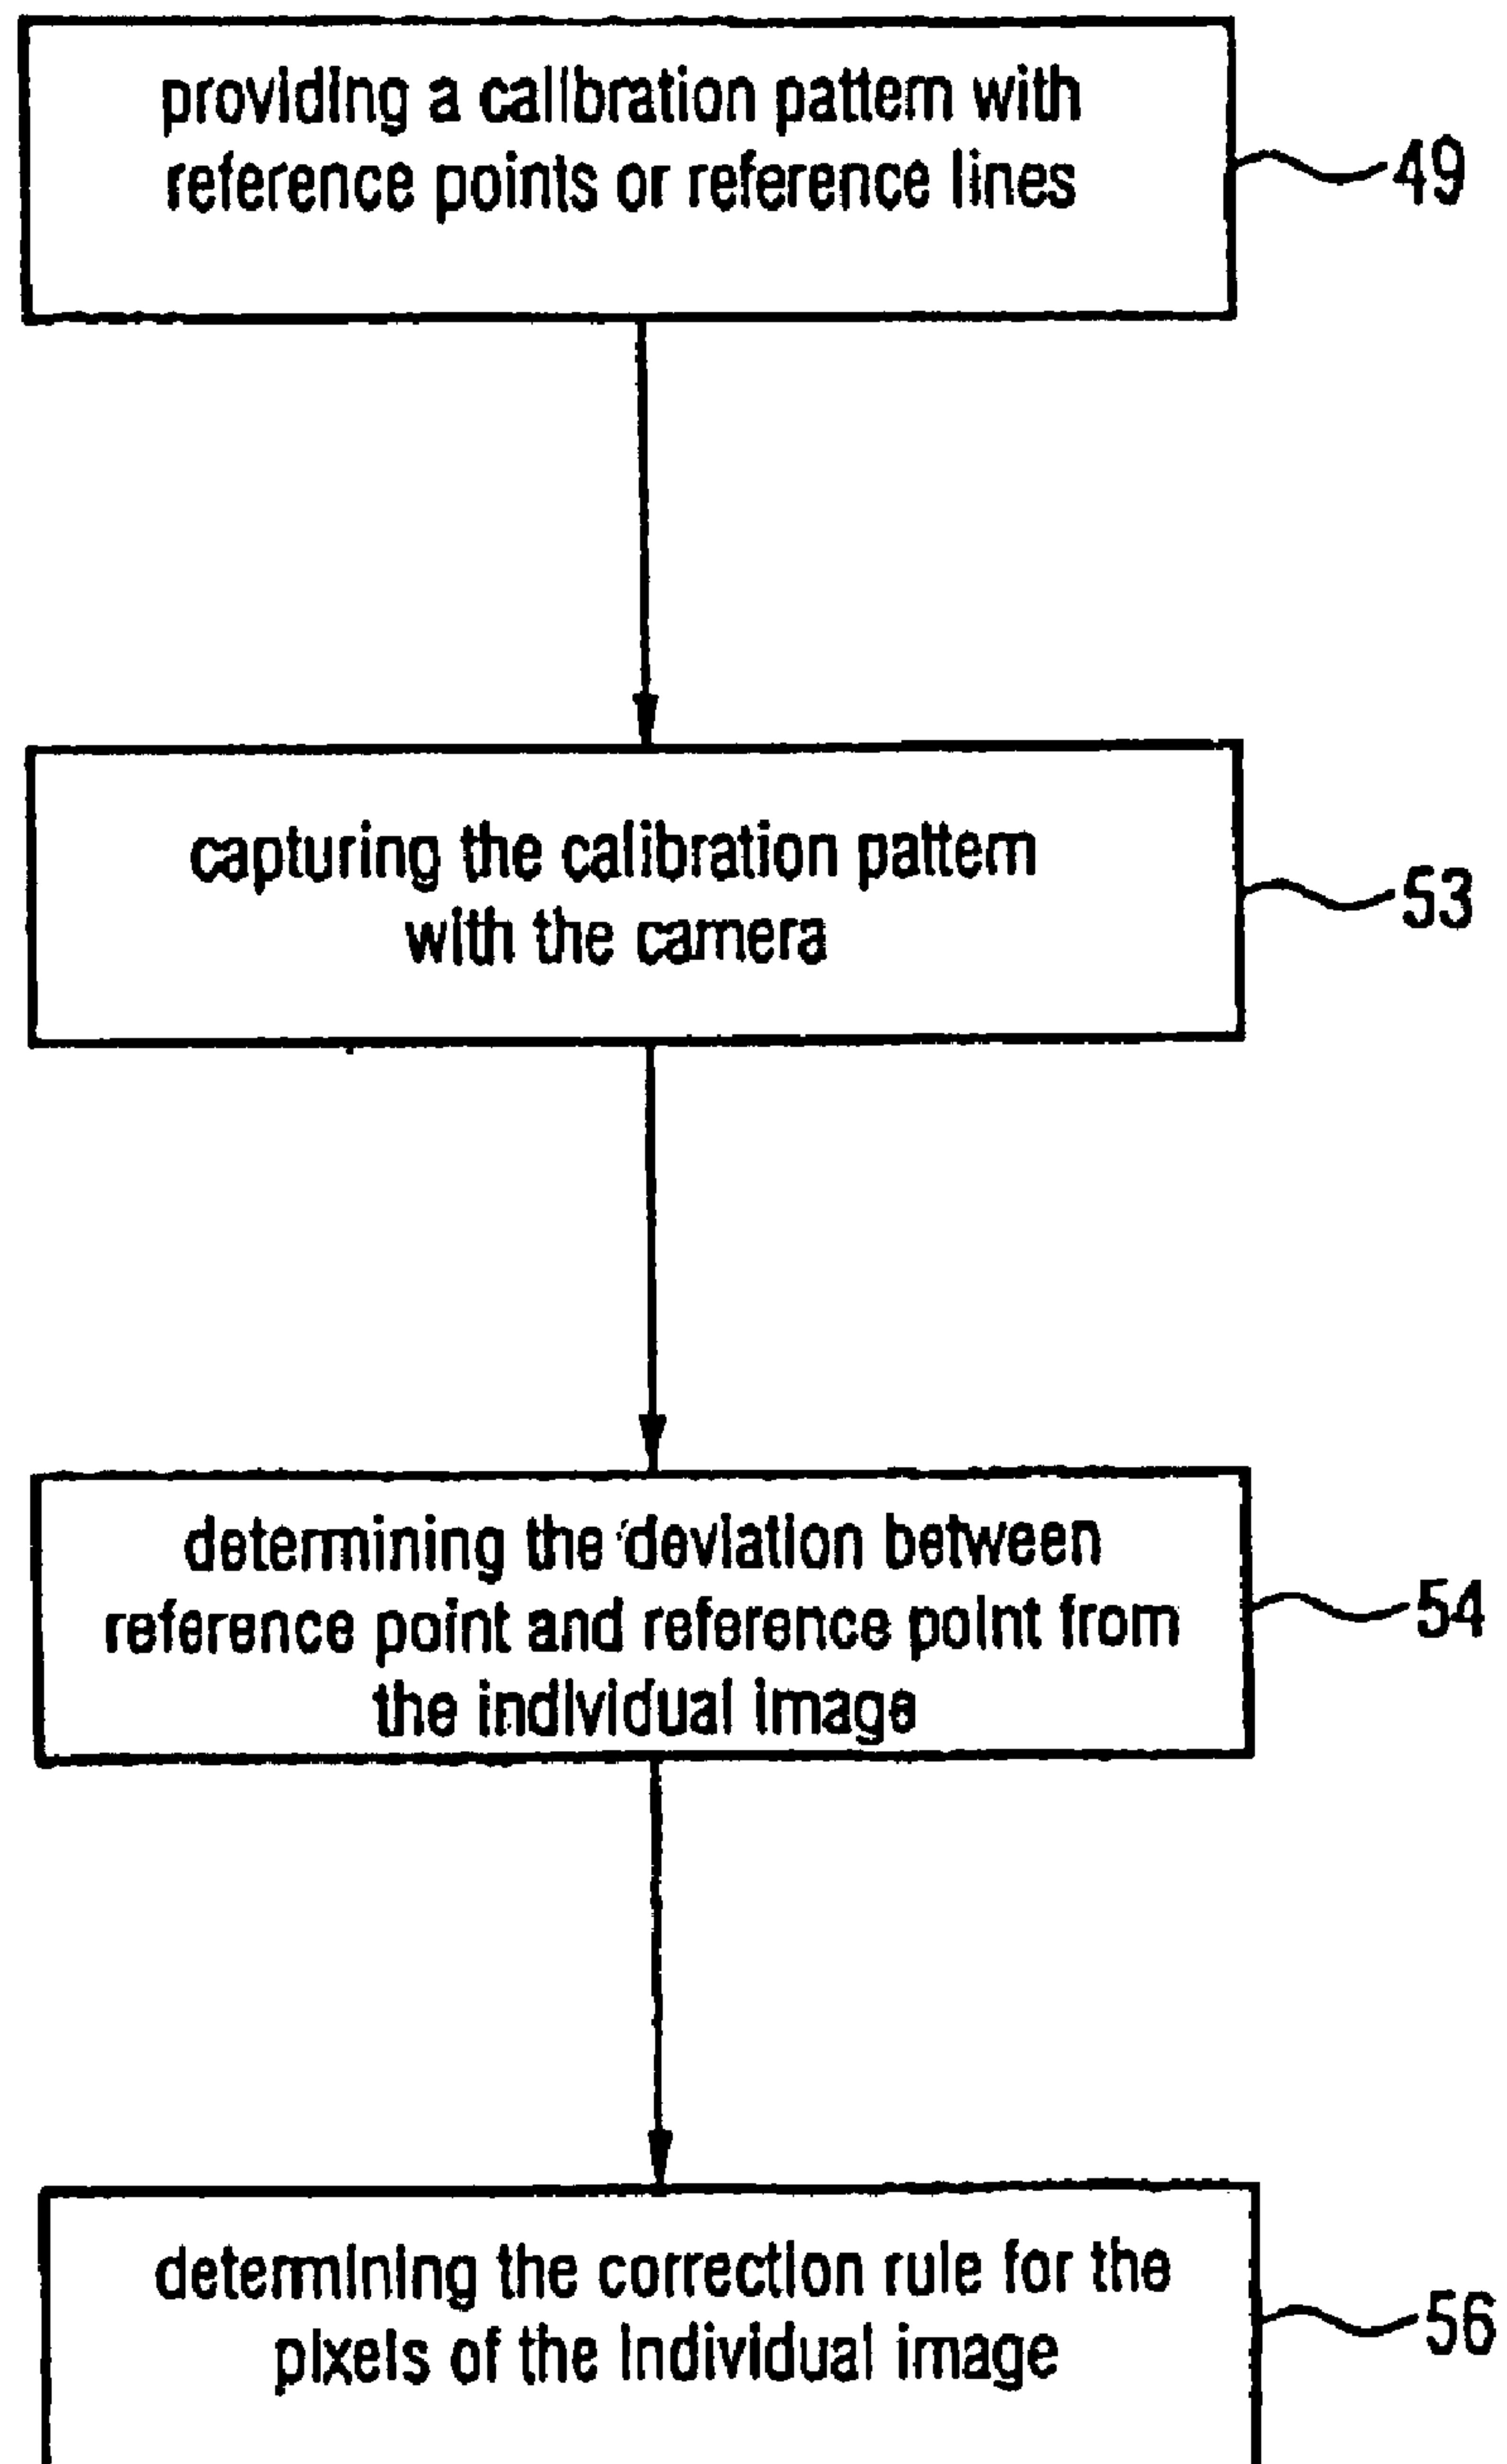 providing a calibration pattern with
reference points or reference lines
49
capturing the calibration pattern
with the camera
53
determining the deviation between
reference point and reference point from
the individual image
54
determining the correction rule for the
pixels of the individual image
56